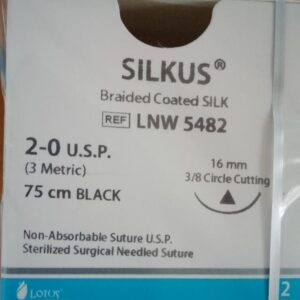 SILKUS®
Braided Coated SILK
REF LNW 5482
2-0 U.S.P.
(3 Metric)
75 cm BLACK
16 mm
3/8 Circle Cutting
Non-Absorbable Suture U.S.P.
Sterilized Surgical Needled Suture
LOTUS
2